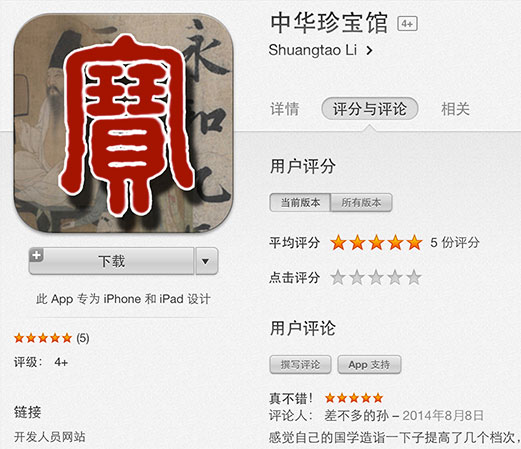 寶
永和九
中华珍宝馆 4+
Shuangtao Li >
详情 评分与评论 相关
下载
此 App 专为 iPhone 和 iPad 设计
(5)
评级: 4+
链接
开发人员网站
用户评分
当前版本 所有版本
平均评分 5 份评分
点击评分
用户评论
撰写评论 App 支持
真不错!
评论人: 差不多的孙 – 2014年8月8日
感觉自己的国学造诣一下子提高了几个档次,